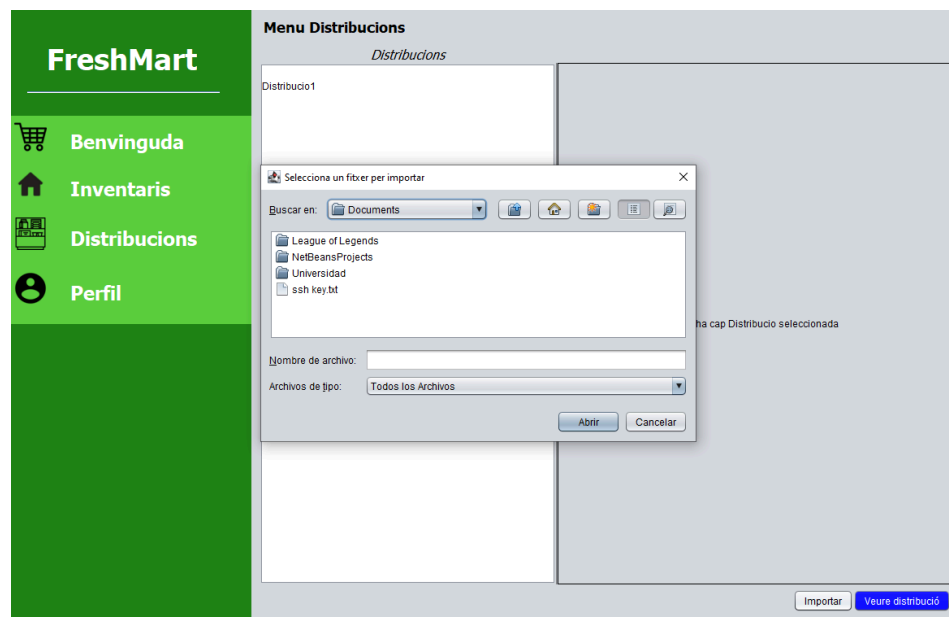 FreshMart
Benvinguda
Inventaris
Distribucions
Perfil
Menu Distribucions
Distribucions
Distribucio1
Selecciona un fitxer per importar
Buscar en: Documents
League of Legends
NetBeansProjects
Universidad
ssh key.txt
Nombre de archivo:
Archivos de tipo: Todos los Archivos
Abrir Cancelar
ha cap Distribucio seleccionada
Importar Veure distribució